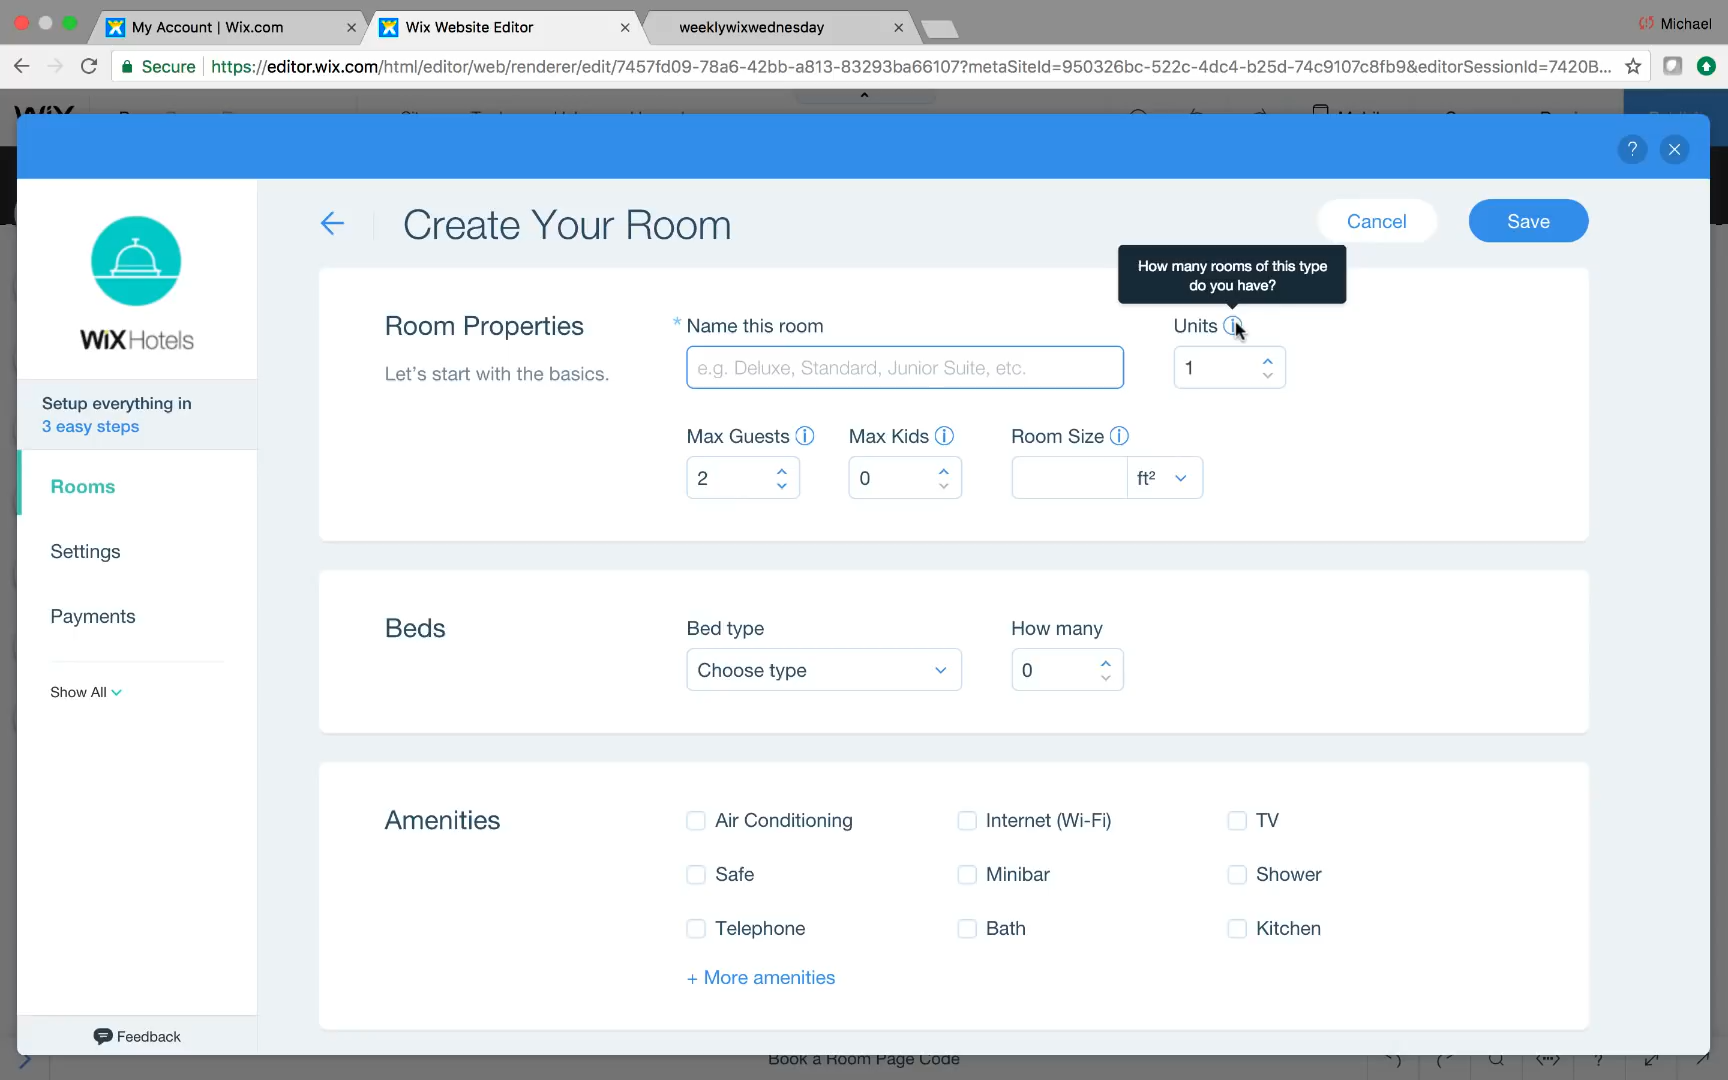 My Account | Wix.com
Wix Website Editor
weeklywixwednesday
Michael
Secure
https://editor.wix.com/html/editor/web/renderer/edit/7457fd09-78a6-42bb-a813-83293ba66107?metaSiteId=950326bc-522c-4dc4-b25d-74c9107c8fb9&editorSessionId=7420B...
?
Create Your Room
Cancel
Save
How many rooms of this type
do you have?
WiX Hotels
Setup everything in
3 easy steps
Rooms
Settings
Payments
Show All
Feedback
Room Properties
Let's start with the basics.
* Name this room
e.g. Deluxe, Standard, Junior Suite, etc.
Units
1
Max Guests
2
Max Kids
0
Room Size
ft²
Beds
Bed type
Choose type
How many
0
Amenities
Air Conditioning
Internet (Wi-Fi)
TV
Safe
Minibar
Shower
Telephone
Bath
Kitchen
+ More amenities
Book a Room Page Code